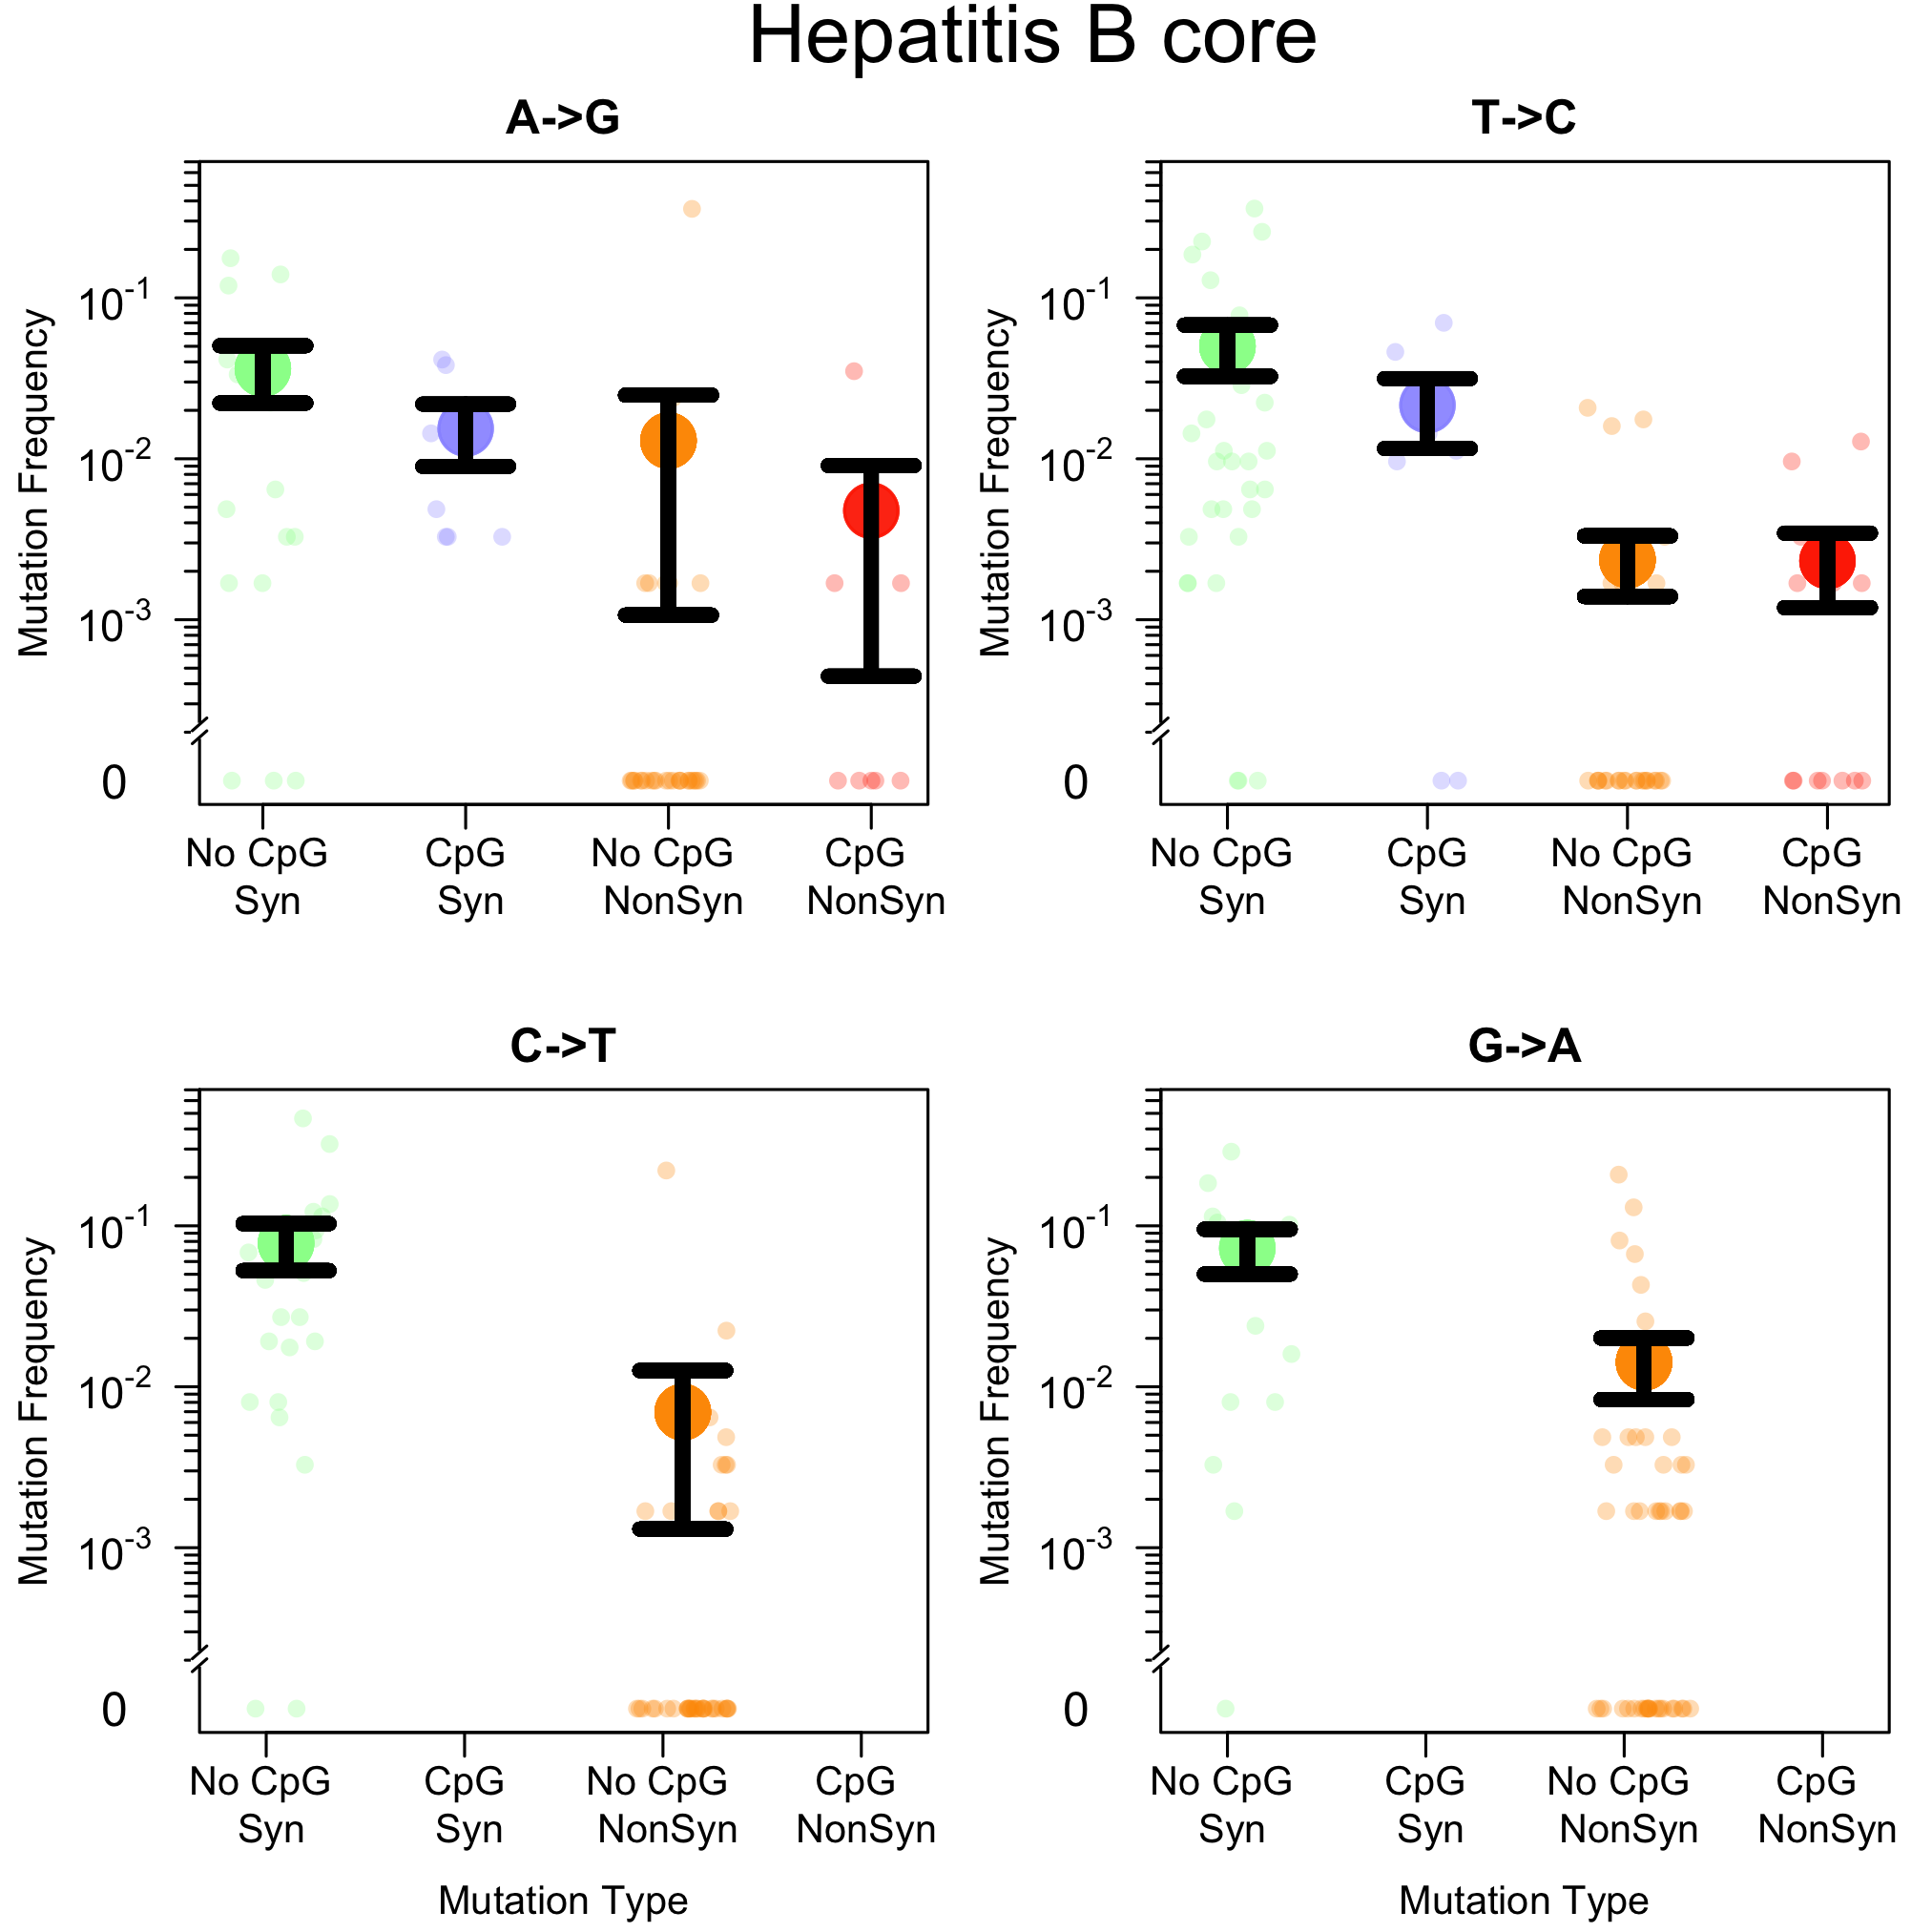 Hepatitis B core
A->G
Mutation Frequency
10-1
10-2
10-3
0
No CpG Syn
CpG Syn
No CpG NonSyn
CpG NonSyn
T->C
Mutation Frequency
10-1
10-2
10-3
0
No CpG Syn
CpG Syn
No CpG NonSyn
CpG NonSyn
C->T
Mutation Frequency
10-1
10-2
10-3
0
No CpG Syn
CpG Syn
No CpG NonSyn
CpG NonSyn
Mutation Type
G->A
Mutation Frequency
10-1
10-2
10-3
0
No CpG Syn
CpG Syn
No CpG NonSyn
CpG NonSyn
Mutation Type